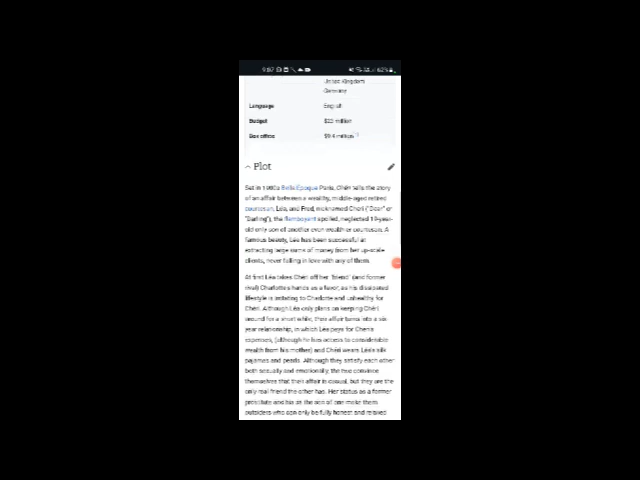 United Kingdom
Germany
Language English
Budget $23 million
Box office $9.4 million
Plot
Set in 1900s Belle Époque Paris, Chéri tells the story
of an affair between a wealthy, middle-aged retired
courtesan, Léa, and Fred, nicknamed Chéri ("Dear" or
"Darling"), the flamboyant spoiled, neglected 19-year-
old only son of another even wealthier courtesan. A
famous beauty, Léa has been successful at
extracting large sums of money from her up-scale
clients, never falling in love with any of them.
At first Léa takes Chéri off her "friend" (and former
rival) Charlotte's hands as a favor, as his dissipated
lifestyle is irritating to Charlotte and unhealthy for
Chéri. Although Léa only plans on keeping Chéri
around for a short while, their affair turns into a six
year relationship, in which Léa pays for Chéri's
expenses, (although he has access to considerable
wealth from his mother) and Chéri wears Léa's silk
pajamas and pearls. Although they satisfy each other
both sexually and emotionally, the two convince
themselves that their affair is casual, but they are the
only real friend the other has. Her status as a former
prostitute and his as the son of one make them
outsiders who can only be fully honest and relaxed